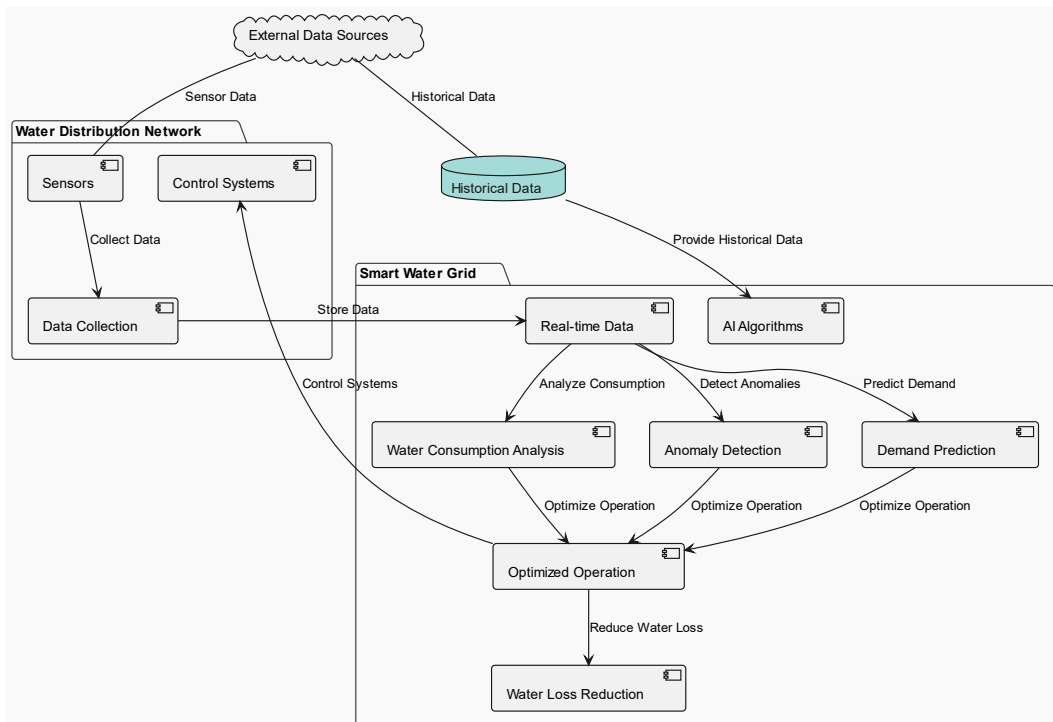 External Data Sources
Sensor Data
Historical Data
Water Distribution Network
Sensors
Control Systems
Historical Data
Collect Data
Provide Historical Data
Smart Water Grid
Data Collection
Store Data
Real-time Data
AI Algorithms
Control Systems
Analyze Consumption
Detect Anomalies
Predict Demand
Water Consumption Analysis
Anomaly Detection
Demand Prediction
Optimize Operation
Optimize Operation
Optimize Operation
Optimized Operation
Reduce Water Loss
Water Loss Reduction